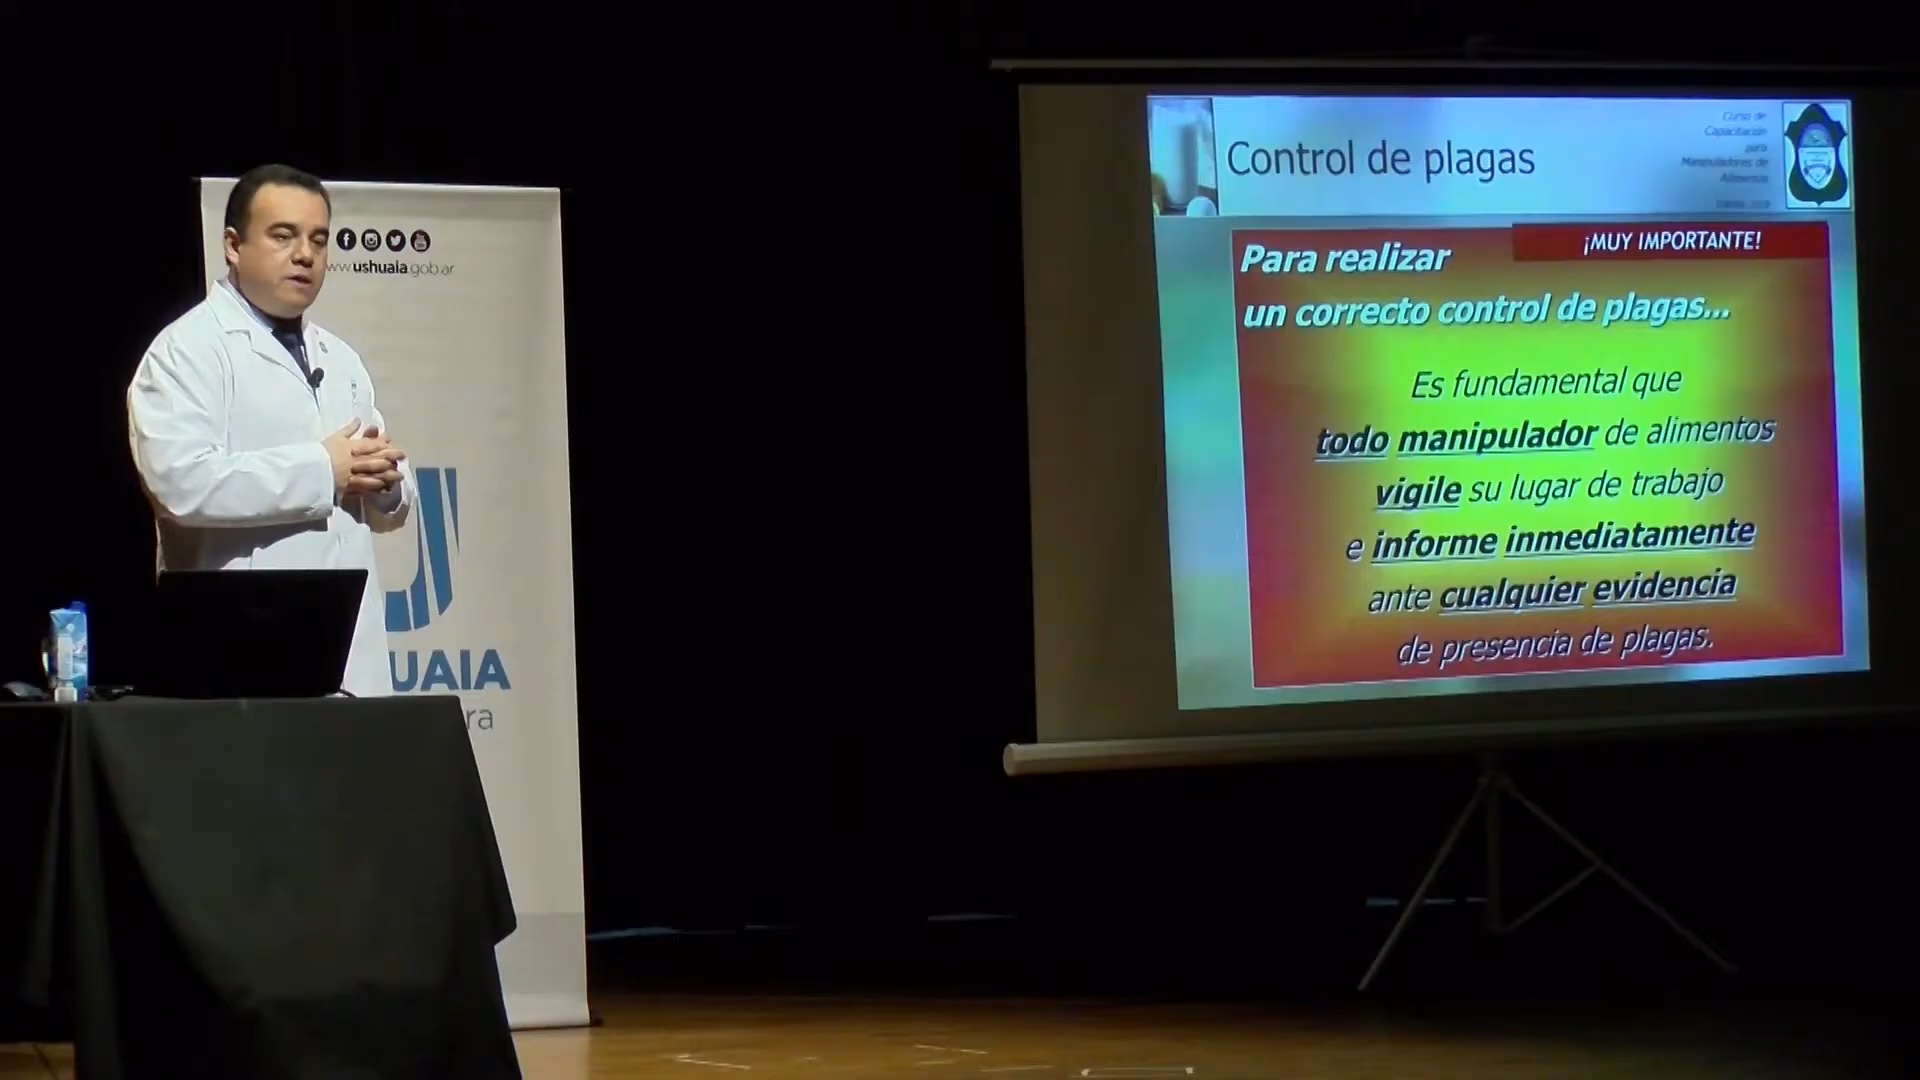 www.ushuaia.gob.ar
UAIA
ra
Control de plagas
Curso de
Capacitación
para
Manipuladores de
Alimentos
¡MUY IMPORTANTE!
Para realizar
un correcto control de plagas...
Es fundamental que
todo manipulador de alimentos
vigile su lugar de trabajo
e informe inmediatamente
ante cualquier evidencia
de presencia de plagas.